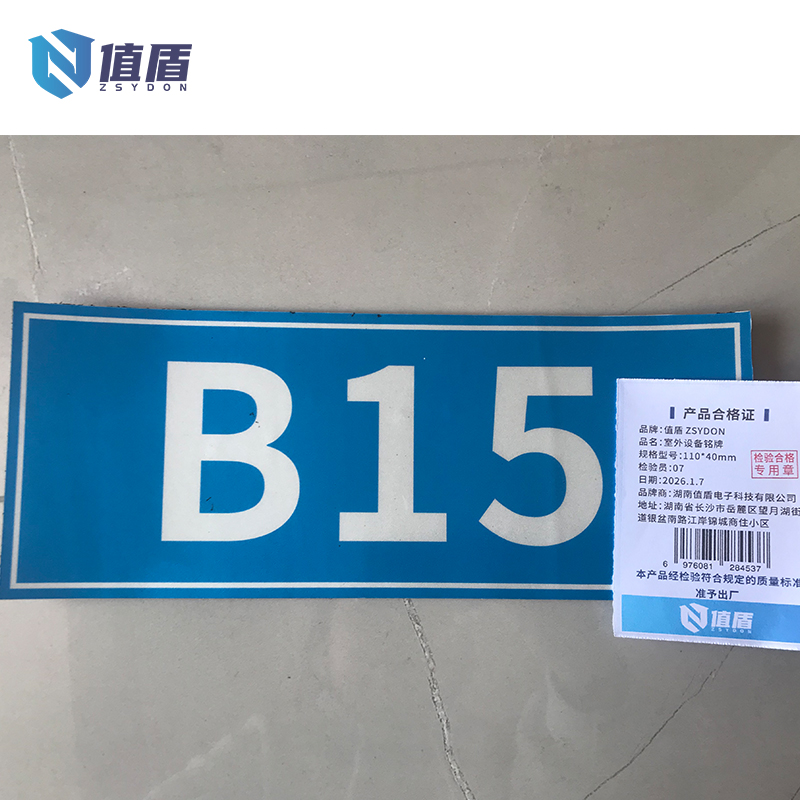 值盾
ZSYDON
B15
产品合格证
品牌:值盾 ZSYDON
品名:室外设备铭牌
规格型号:110*40mm
检验员:07
日期:2026.1.7
检验合格
专用章
品牌商:湖南值盾电子科技有限公司
地址:湖南省长沙市岳麓区望月湖街
道银盆南路江岸锦城商住小区
6 976081 284537
本产品经检验符合规定的质量标准
准予出厂
值盾
ZSYDON